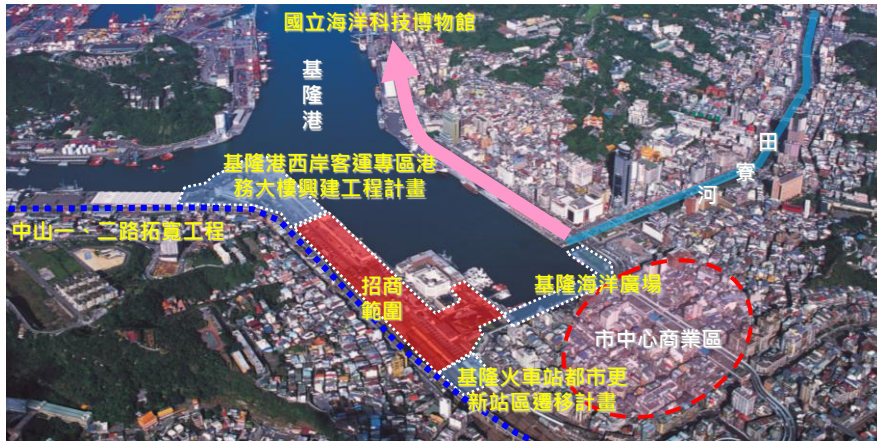 國立海洋科技博物館
基隆港
基隆港西岸客運專區港
務大樓興建工程計畫
田寮河
中山一、二路拓寬工程
招商
範圍
基隆海洋廣場
市中心商業區
基隆火車站都市更
新站區遷移計畫